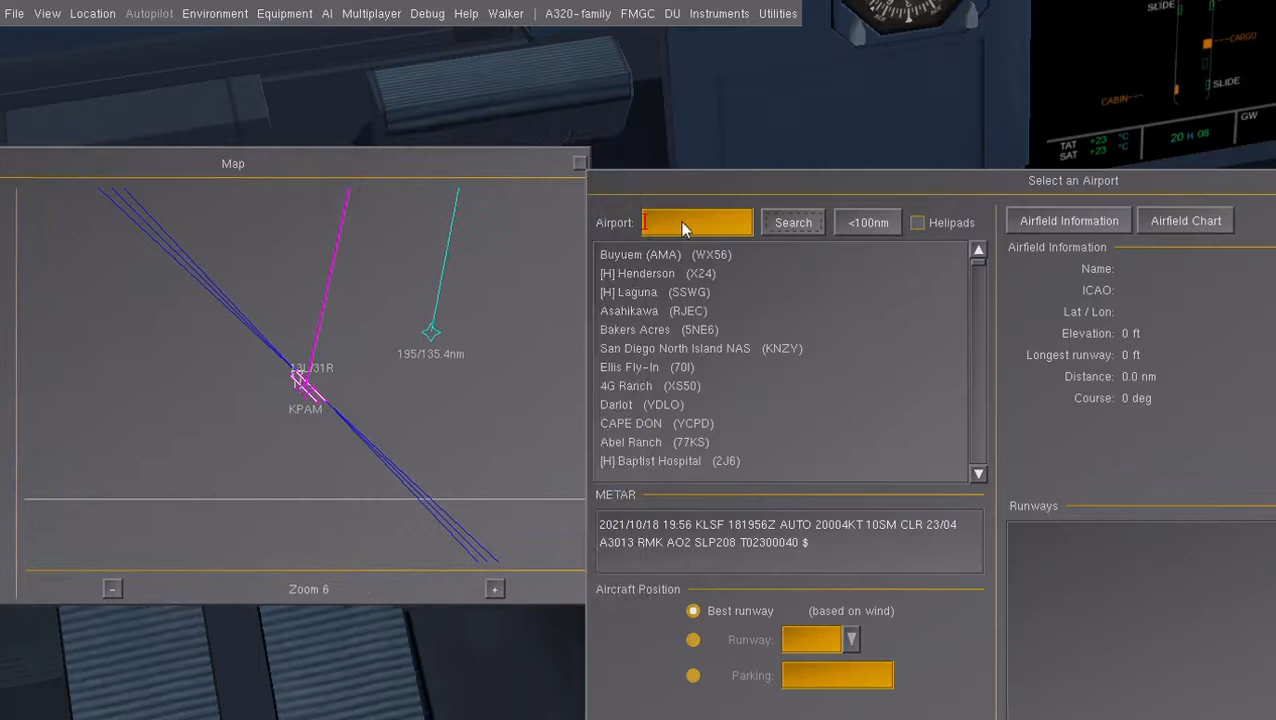 File View Location Autopilot Environment Equipment AI Multiplayer Debug Help Walker A320-family FMGC DU Instruments Utilities
SLIDE
CARGO
SLIDE
CABIN
TAT +23 °C
SAT +23 °C
20 H 08
GW
Map
13L/31R
KPAM
195/135.4nm
Zoom 6
- +
Select an Airport
Airport: Search <100nm Helipads
Buyuem (AMA) (WX56)
[H] Henderson (X24)
[H] Laguna (SSWG)
Asahikawa (RJEC)
Bakers Acres (5NE6)
San Diego North Island NAS (KNZY)
Ellis Fly-In (70I)
4G Ranch (XS50)
Darlot (YDLO)
CAPE DON (YCPD)
Abel Ranch (77KS)
[H] Baptist Hospital (2J6)
METAR
2021/10/18 19:56 KLSF 181956Z AUTO 20004KT 10SM CLR 23/04
A3013 RMK AO2 SLP208 T02300040 $
Aircraft Position
Best runway (based on wind)
Runway:
Parking:
Airfield Information Airfield Chart
Airfield Information
Name:
ICAO:
Lat / Lon:
Elevation: 0 ft
Longest runway: 0 ft
Distance: 0.0 nm
Course: 0 deg
Runways